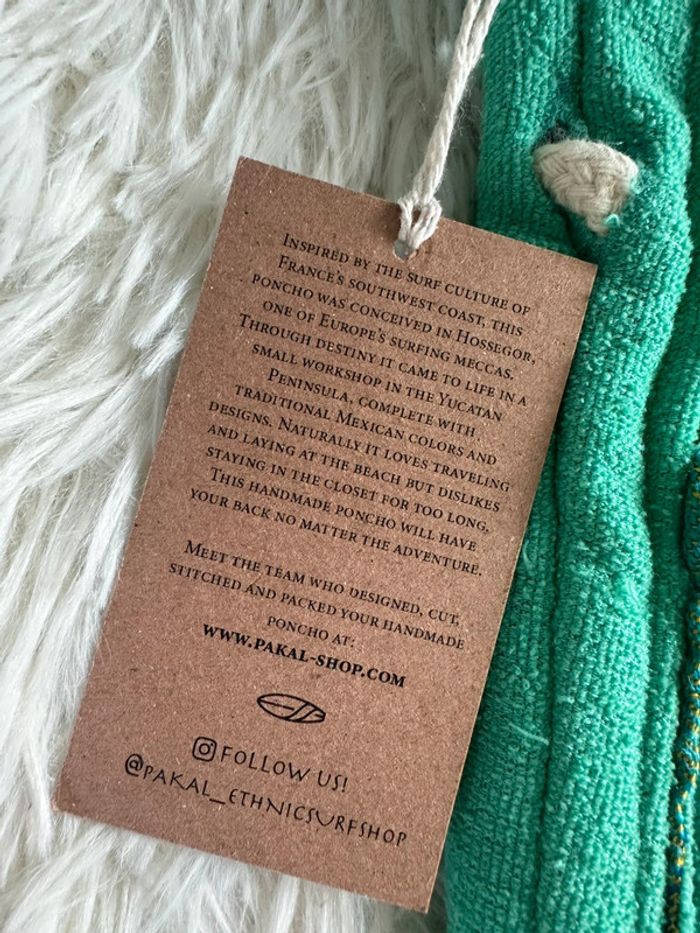 Inspired by the surf culture of
France's southwest coast, this
poncho was conceived in Hossegor,
one of Europe's surfing meccas.
Through destiny it came to life in a
small workshop in the Yucatan
Peninsula, complete with
traditional Mexican colors and
designs. Naturally it loves traveling
and laying at the beach but dislikes
staying in the closet for too long.
This handmade poncho will have
your back no matter the adventure.
Meet the team who designed, cut,
stitched and packed your handmade
poncho at:
www.pakal-shop.com
Follow us!
@pakal_ethnicsurfshop